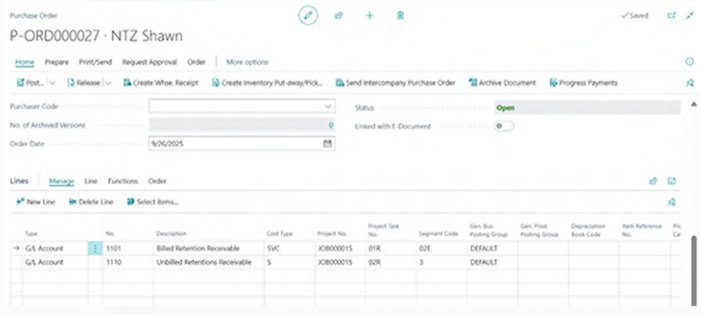 Purchase Order
Saved
P-ORD000027 · NTZ Shawn
Home Prepare Print/Send Request Approval Order More options
Post... Release Create Whse. Receipt Create Inventory Put-away/Pick... Send Intercompany Purchase Order Archive Document Progress Payments
Purchaser Code Status Open
No. of Archived Versions 0 Linked with E-Document
Order Date 9/26/2025
Lines Manage Line Functions Order
New Line Delete Line Select items...
Type No. Description Cost Type Project No. Project Task No. Segment Code Gen. Bus. Posting Group Gen. Prod. Posting Group Depreciation Book Code Item Reference No.
G/L Account 1101 Billed Retention Receivable SVC JOB000015 01R 02E DEFAULT
G/L Account 1110 Unbilled Retentions Receivable S JOB000015 02R 3 DEFAULT